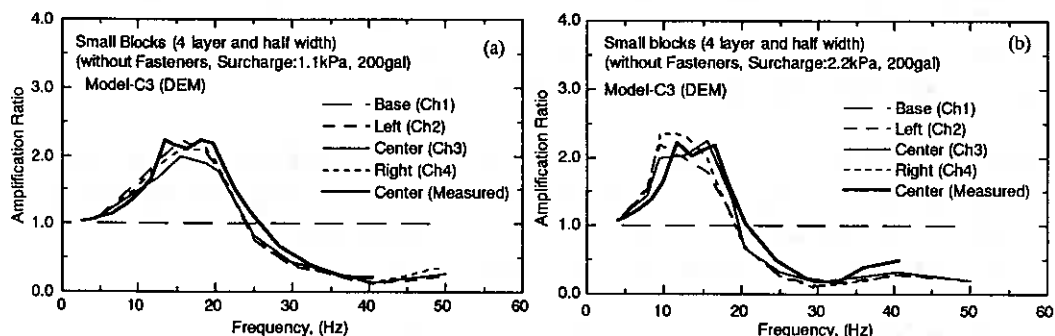 4.0
3.0
2.0
1.0
0.0
Amplification Ratio
Small Blocks (4 layer and half width)
(without Fasteners, Surcharge:1.1kPa, 200gal)
Model-C3 (DEM)
(a)
Base (Ch1)
Left (Ch2)
Center (Ch3)
Right (Ch4)
Center (Measured)
0 10 20 30 40 50 60
Frequency, (Hz)
4.0
3.0
2.0
1.0
0.0
Amplification Ratio
Small blocks (4 layer and half width)
(without Fasteners, Surcharge:2.2kPa, 200gal)
Model-C3 (DEM)
(b)
Base (Ch1)
Left (Ch2)
Center (Ch3)
Right (Ch4)
Center (Measured)
0 10 20 30 40 50 60
Frequency, (Hz)